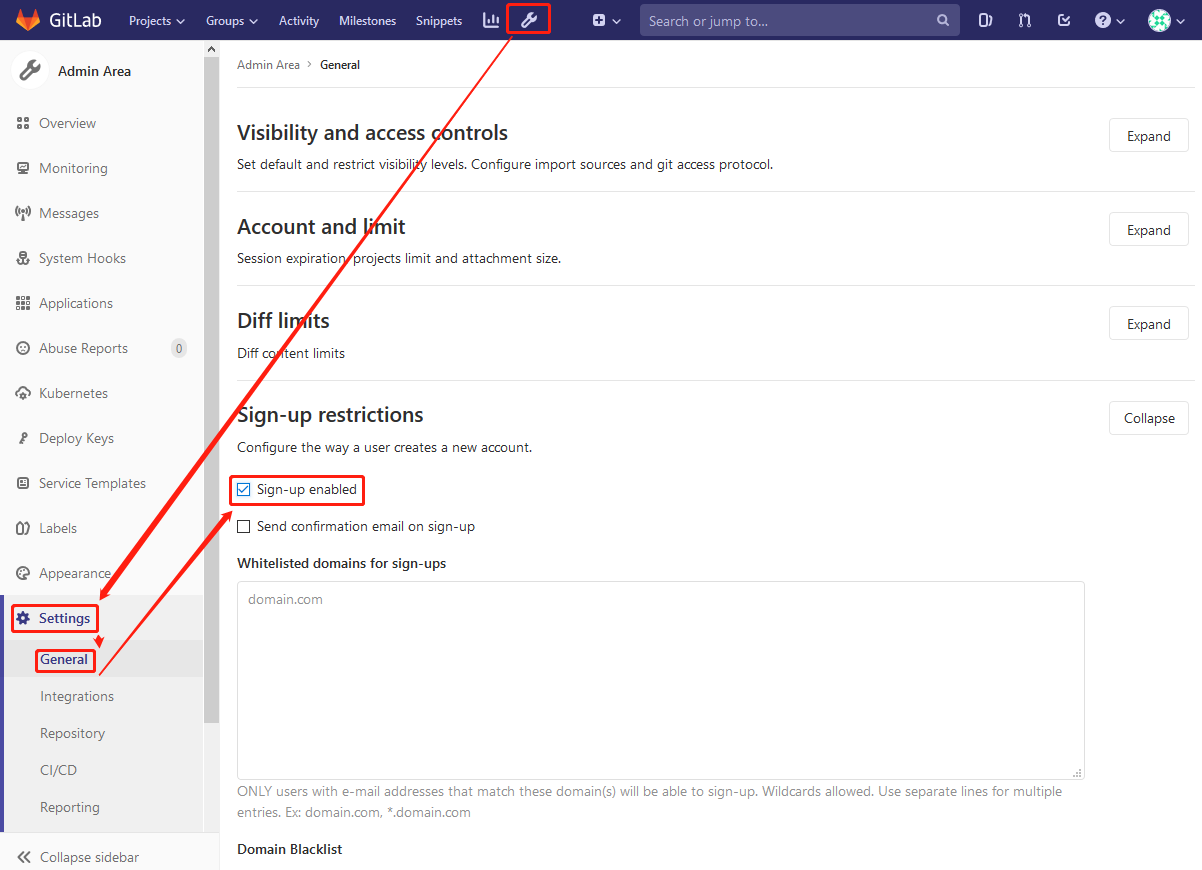 GitLab Projects Groups Activity Milestones Snippets Search or jump to...
Admin Area
Overview
Monitoring
Messages
System Hooks
Applications
Abuse Reports 0
Kubernetes
Deploy Keys
Service Templates
Labels
Appearance
Settings
General
Integrations
Repository
CI/CD
Reporting
Collapse sidebar
Admin Area > General
Visibility and access controls
Expand
Set default and restrict visibility levels. Configure import sources and git access protocol.
Account and limit
Expand
Session expiration, projects limit and attachment size.
Diff limits
Expand
Diff content limits
Sign-up restrictions
Collapse
Configure the way a user creates a new account.
Sign-up enabled
Send confirmation email on sign-up
Whitelisted domains for sign-ups
domain.com
ONLY users with e-mail addresses that match these domain(s) will be able to sign-up. Wildcards allowed. Use separate lines for multiple
entries. Ex: domain.com, *.domain.com
Domain Blacklist